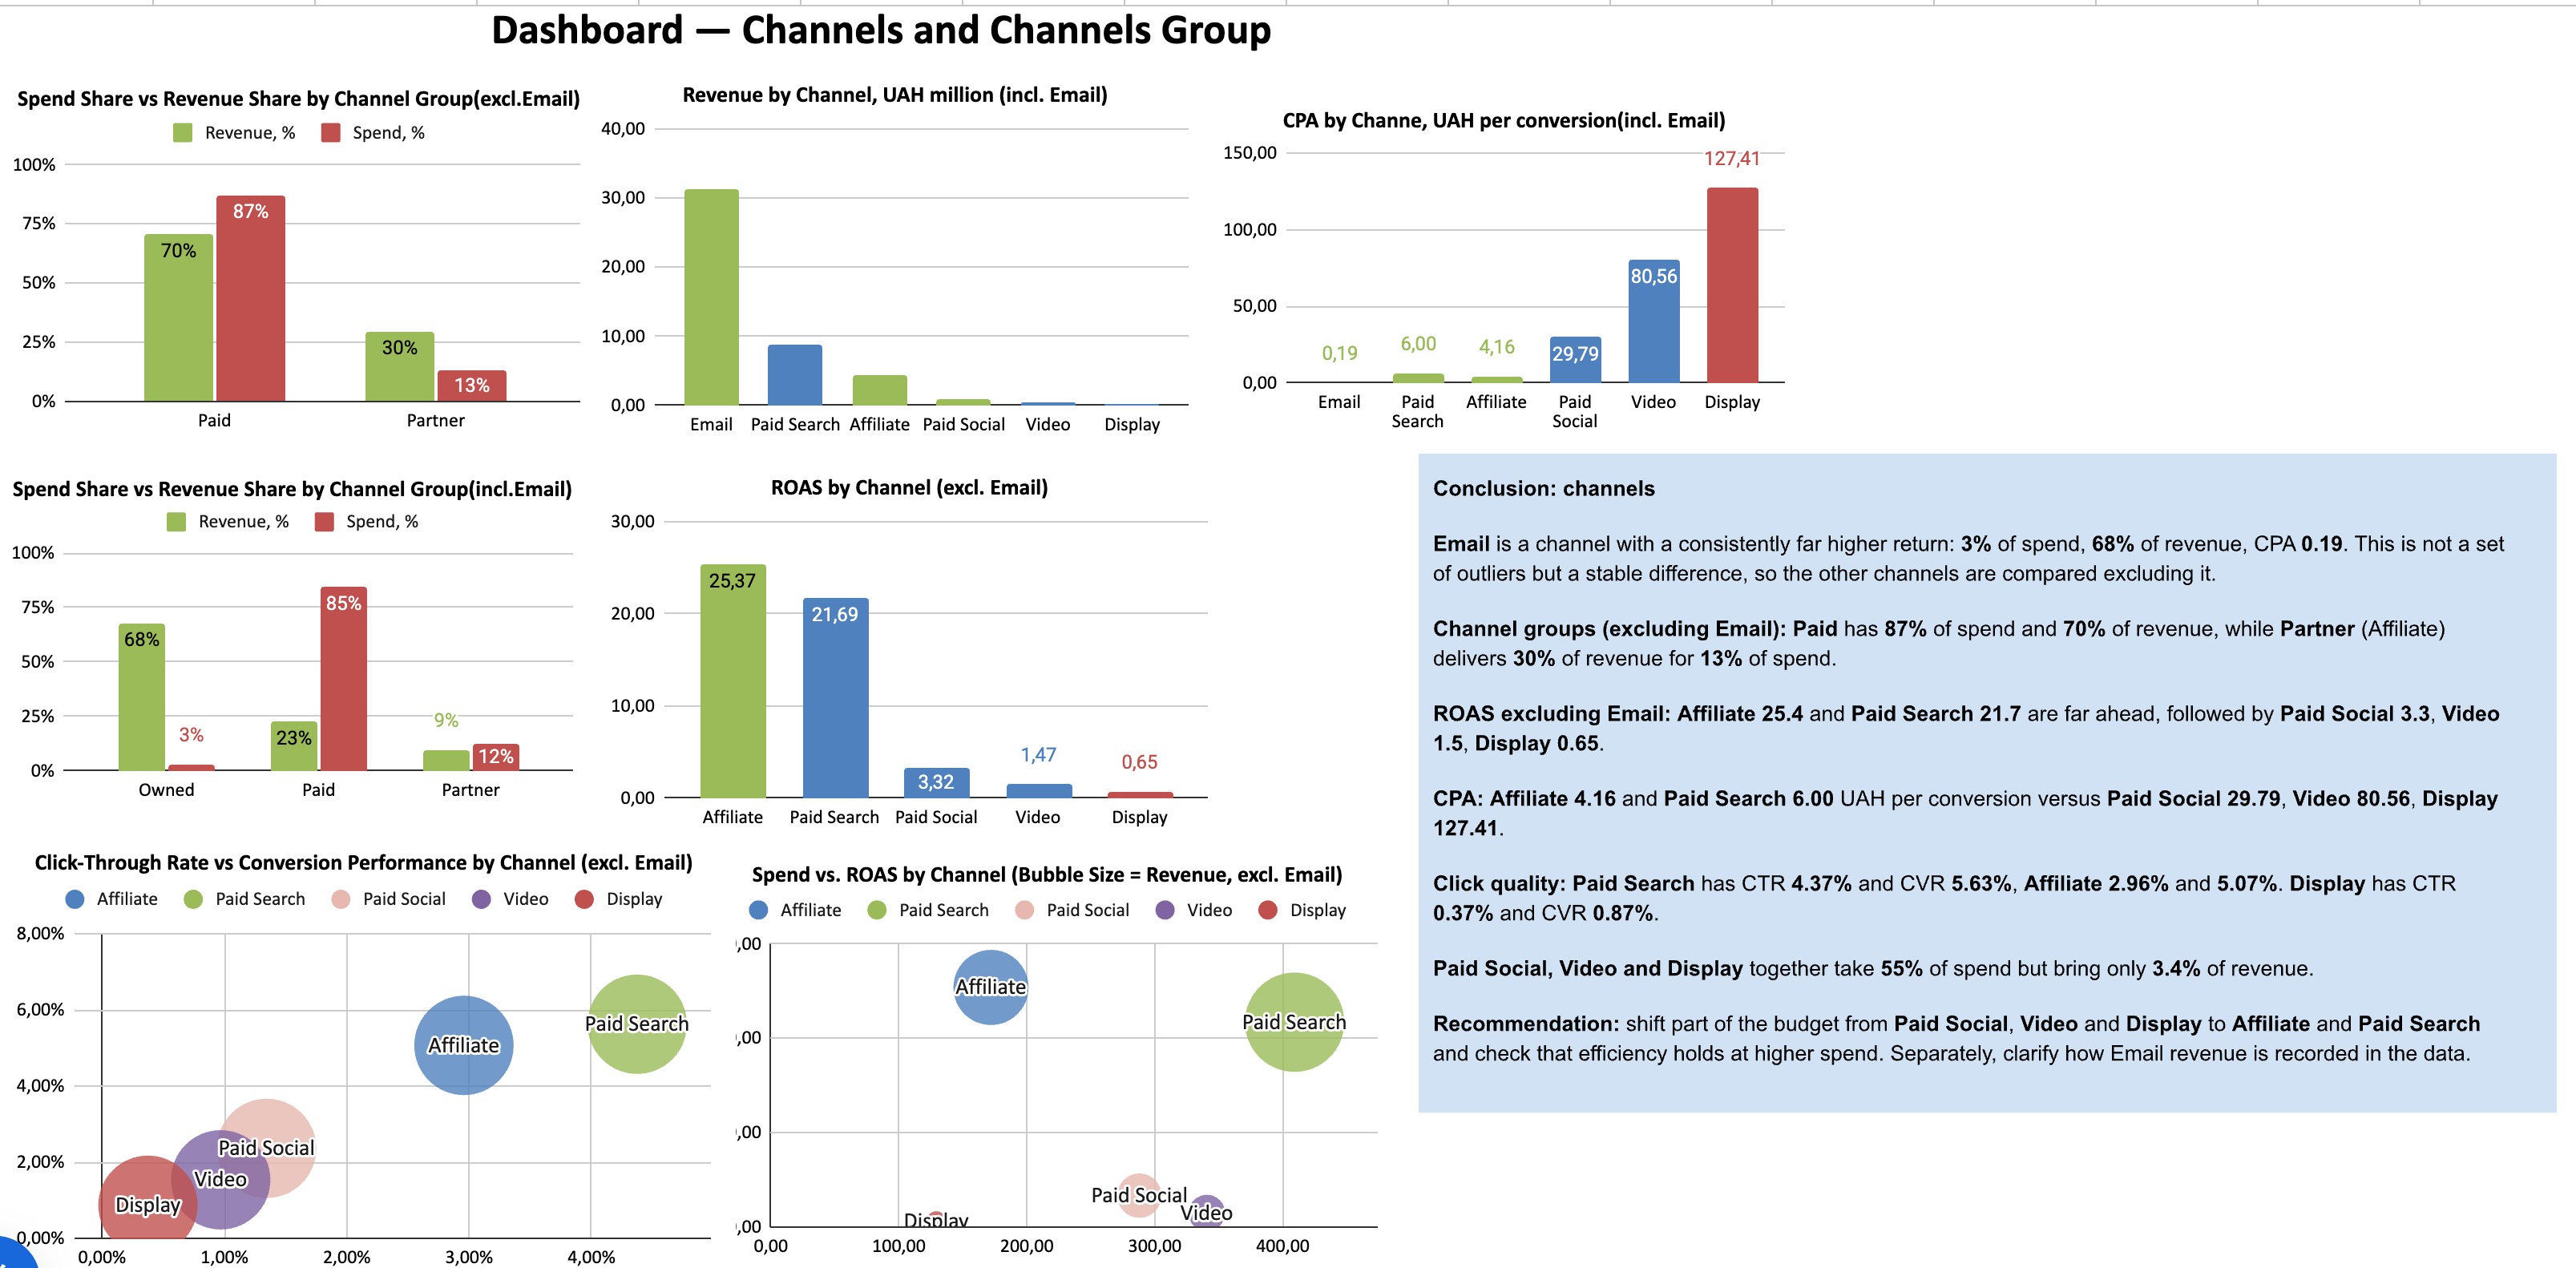 Dashboard — Channels and Channels Group
Spend Share vs Revenue Share by Channel Group(excl.Email)
Revenue, %
Spend, %
100%
75%
50%
25%
0%
70%
87%
30%
13%
Paid
Partner
Revenue by Channel, UAH million (incl. Email)
40,00
30,00
20,00
10,00
0,00
Email
Paid Search
Affiliate
Paid Social
Video
Display
CPA by Channe, UAH per conversion(incl. Email)
150,00
100,00
50,00
0,00
0,19
6,00
4,16
29,79
80,56
127,41
Email
Paid
Search
Affiliate
Paid
Social
Video
Display
Spend Share vs Revenue Share by Channel Group(incl.Email)
Revenue, %
Spend, %
100%
75%
50%
25%
0%
68%
3%
23%
85%
9%
12%
Owned
Paid
Partner
ROAS by Channel (excl. Email)
30,00
20,00
10,00
0,00
25,37
21,69
3,32
1,47
0,65
Affiliate
Paid Search
Paid Social
Video
Display
Conclusion: channels
Email is a channel with a consistently far higher return: 3% of spend, 68% of revenue, CPA 0.19. This is not a set
of outliers but a stable difference, so the other channels are compared excluding it.
Channel groups (excluding Email): Paid has 87% of spend and 70% of revenue, while Partner (Affiliate)
delivers 30% of revenue for 13% of spend.
ROAS excluding Email: Affiliate 25.4 and Paid Search 21.7 are far ahead, followed by Paid Social 3.3, Video
1.5, Display 0.65.
CPA: Affiliate 4.16 and Paid Search 6.00 UAH per conversion versus Paid Social 29.79, Video 80.56, Display
127.41.
Click quality: Paid Search has CTR 4.37% and CVR 5.63%, Affiliate 2.96% and 5.07%. Display has CTR
0.37% and CVR 0.87%.
Paid Social, Video and Display together take 55% of spend but bring only 3.4% of revenue.
Recommendation: shift part of the budget from Paid Social, Video and Display to Affiliate and Paid Search
and check that efficiency holds at higher spend. Separately, clarify how Email revenue is recorded in the data.
Click-Through Rate vs Conversion Performance by Channel (excl. Email)
Affiliate
Paid Search
Paid Social
Video
Display
8,00%
6,00%
4,00%
2,00%
0,00%
Affiliate
Paid Search
Paid Social
Video
Display
0,00%
1,00%
2,00%
3,00%
4,00%
Spend vs. ROAS by Channel (Bubble Size = Revenue, excl. Email)
Affiliate
Paid Search
Paid Social
Video
Display
,00
,00
,00
,00
Affiliate
Paid Search
Paid Social
Video
Display
0,00
100,00
200,00
300,00
400,00